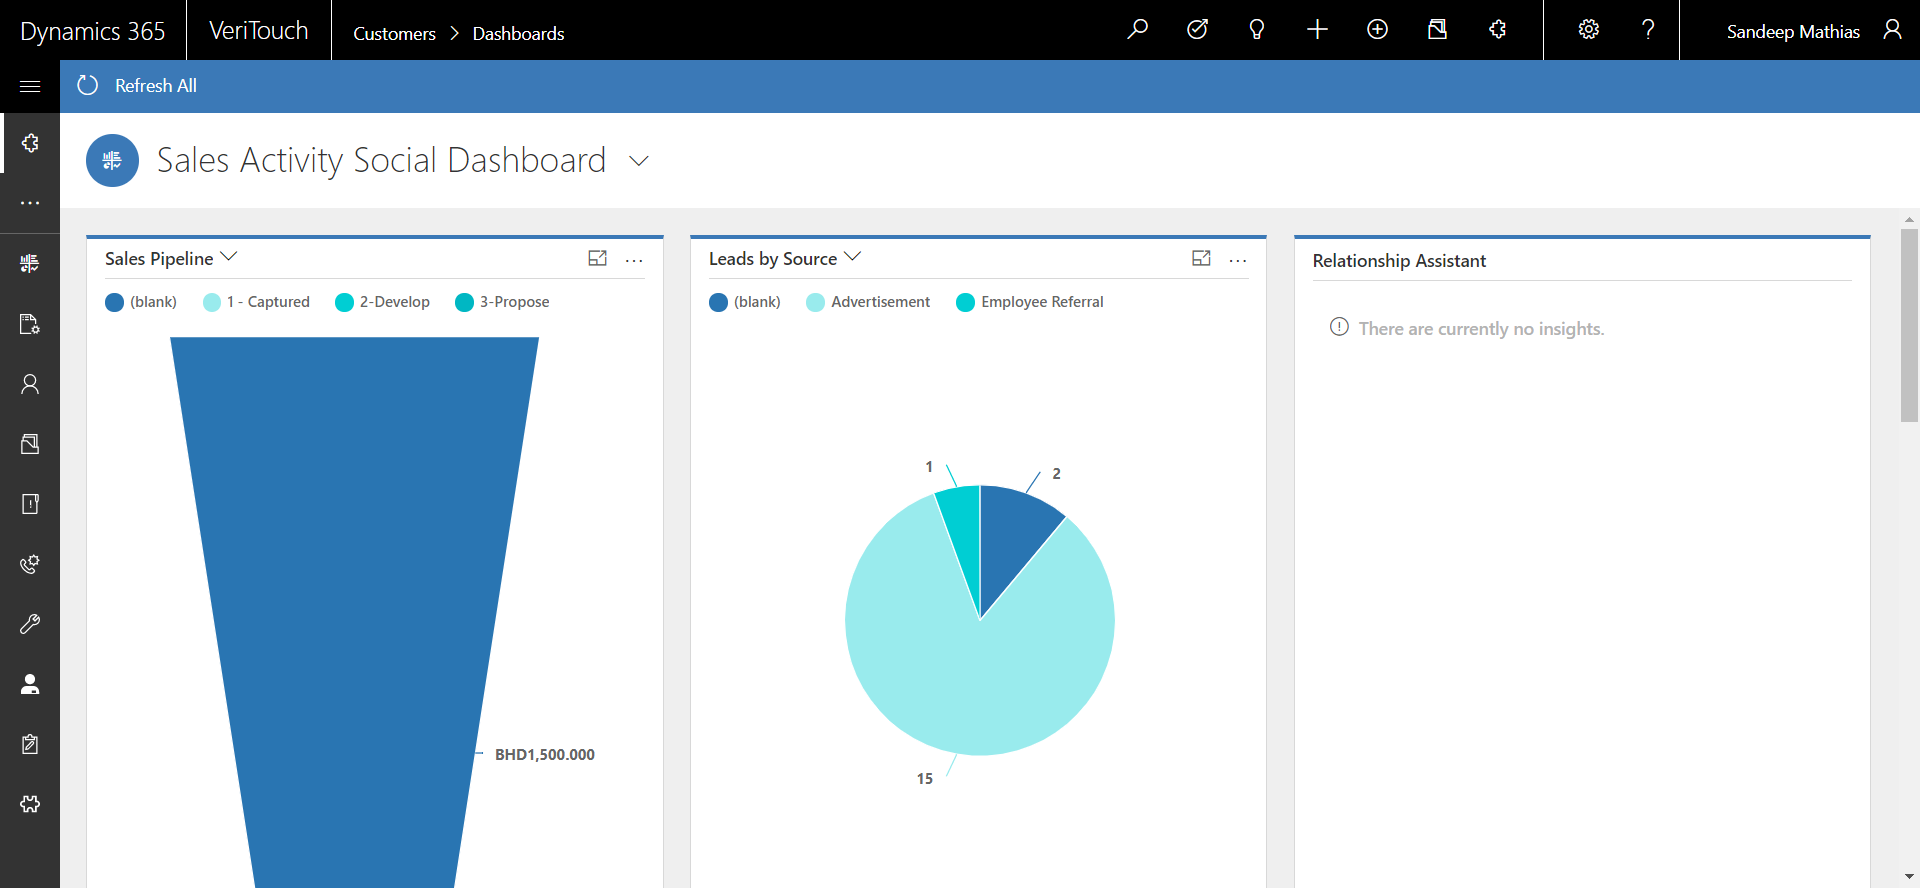 Dynamics 365 VeriTouch Customers > Dashboards Sandeep Mathias
Refresh All
Sales Activity Social Dashboard
Sales Pipeline
(blank) 1 - Captured 2-Develop 3-Propose
BHD1,500.000
Leads by Source
(blank) Advertisement Employee Referral
1
2
15
Relationship Assistant
There are currently no insights.